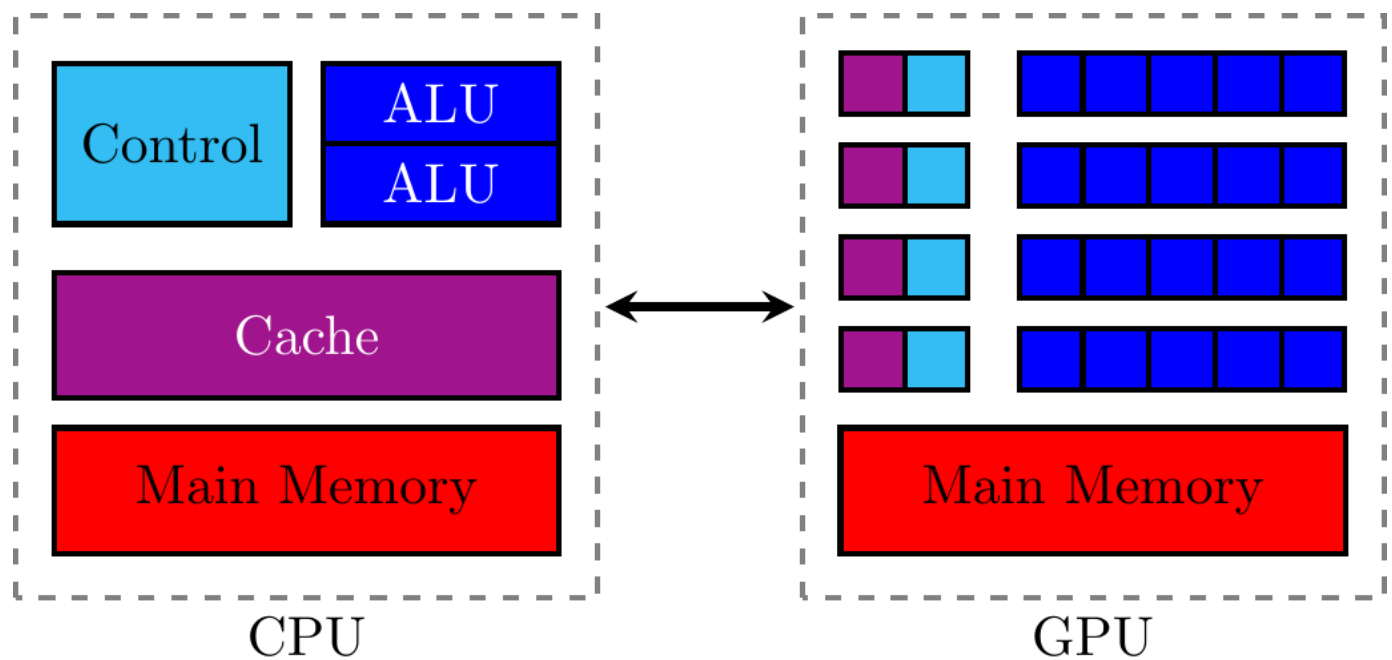 Control
ALU
ALU
Cache
Main Memory
CPU
Main Memory
GPU